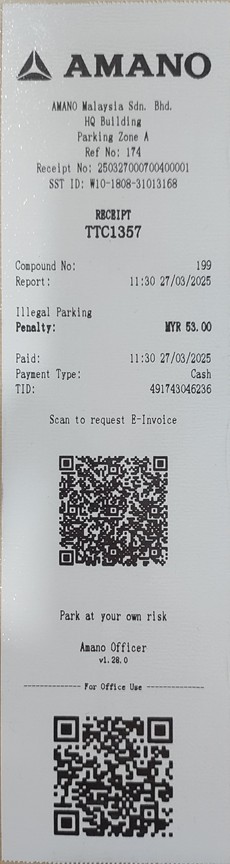 AMANO
AMANO Malaysia Sdn. Bhd.
HQ Building
Parking Zone A
Ref No: 174
Receipt No: 250327000700400001
SST ID: W10-1808-31013168
RECEIPT
TTC1357
Compound No: 199
Report: 11:30 27/03/2025
Illegal Parking
Penalty: MYR 53.00
Paid: 11:30 27/03/2025
Payment Type: Cash
TID: 491743046236
Scan to request E-Invoice
Park at your own risk
Amano Officer
v1.28.0
For Office Use